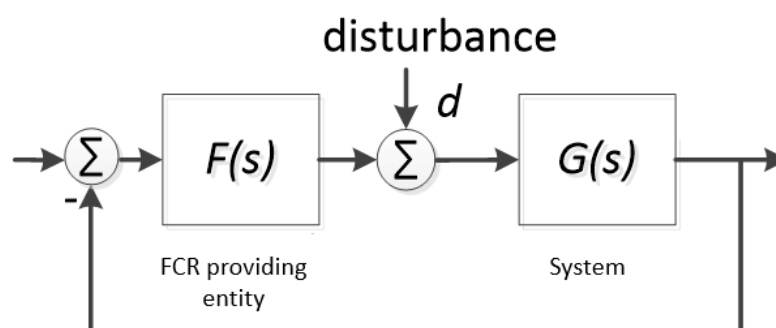 disturbance
d
Σ
F(s)
Σ
G(s)
-
FCR providing
entity
System